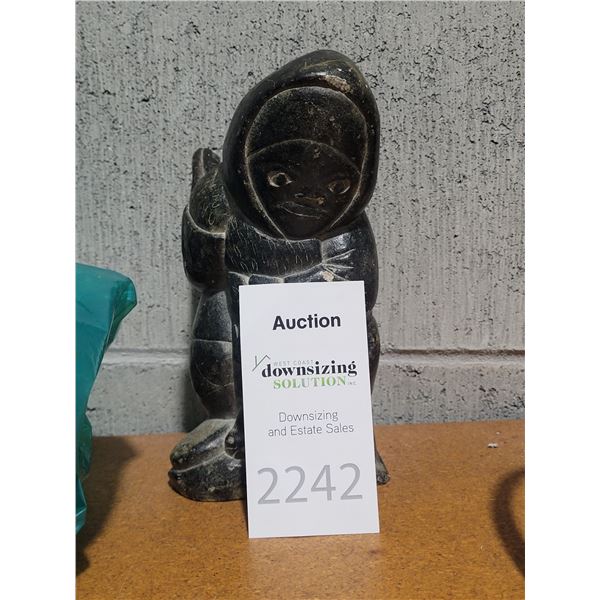 Auction
WEST COAST
downsizing
SOLUTION INC.
Downsizing
and Estate Sales
2242